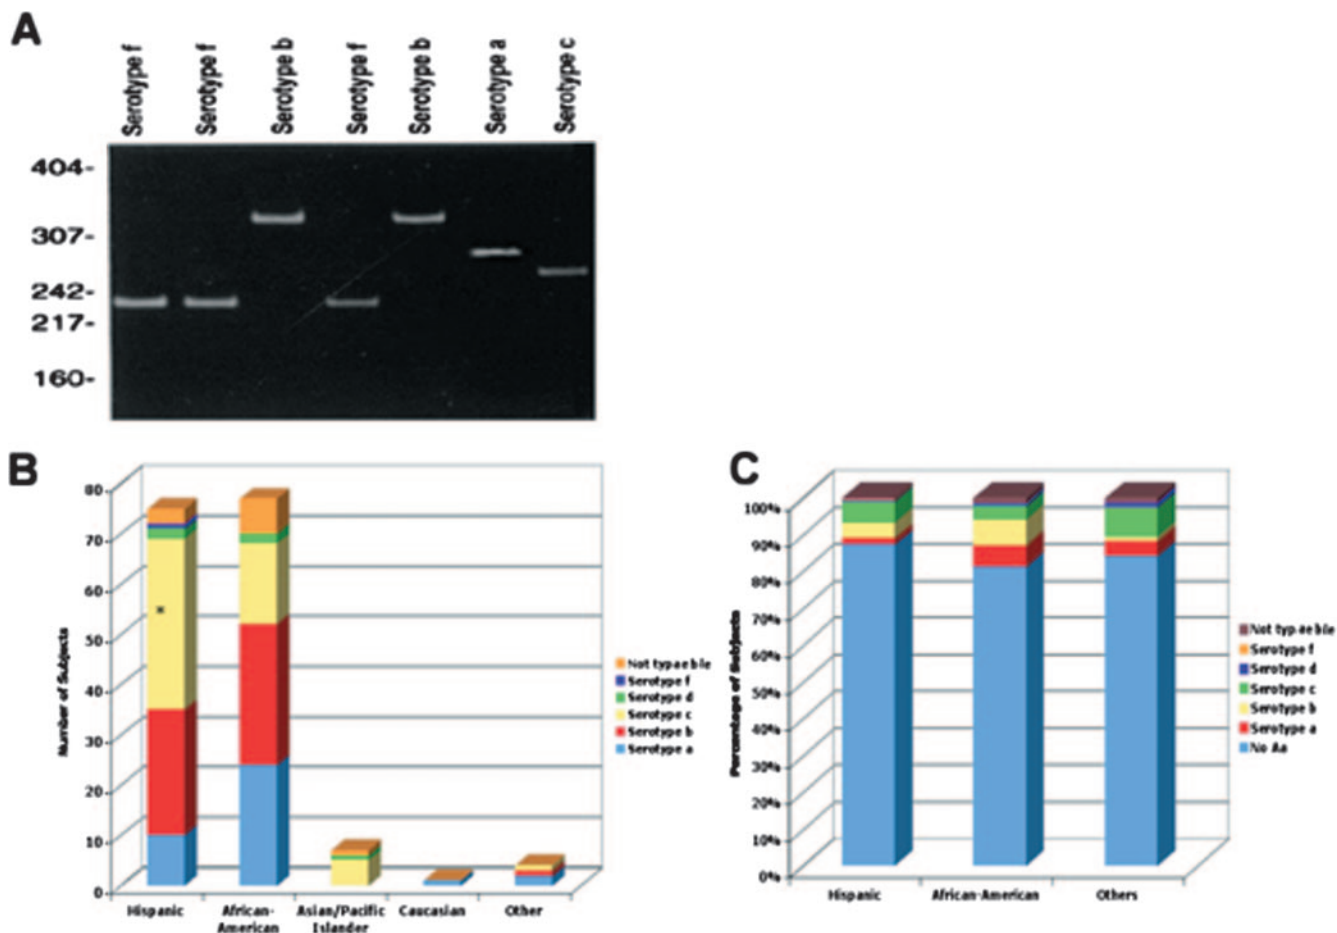 A
Serotype f
Serotype f
Serotype b
Serotype f
Serotype b
Serotype a
Serotype c
404-
307-
242-
217-
160-
B
Number of Subjects
80
70
60
50
40
30
20
10
0
Hispanic
African-
American
Asian/Pacific
Islander
Caucasian
Other
Not typaeble
Serotype f
Serotype d
Serotype c
Serotype b
Serotype a
C
Percentage of Subjects
100%
90%
80%
70%
60%
50%
40%
30%
20%
10%
0%
Hispanic
African-American
Others
Not typaeble
Serotype f
Serotype d
Serotype c
Serotype b
Serotype a
No Aa